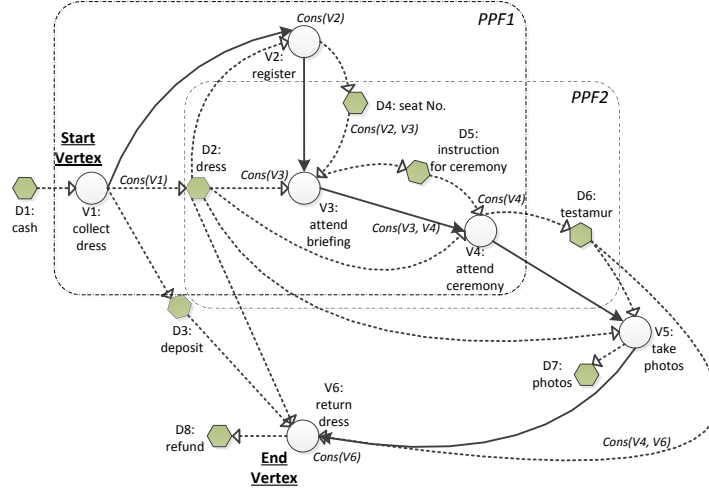 Cons(V2)
PPF1
V2:
register
PPF2
D4: seat No.
Cons(V2, V3)
D5:
instruction
for ceremony
Start
Vertex
D2:
dress
D1:
cash
Cons(V1)
V1:
collect
dress
Cons(V3)
V3:
attend
briefing
Cons(V4)
D6:
testamur
Cons(V3, V4)
V4:
attend
ceremony
D3:
deposit
V5:
take
photos
D7:
photos
V6:
return
dress
D8:
refund
Cons(V6)
Cons(V4, V6)
End
Vertex